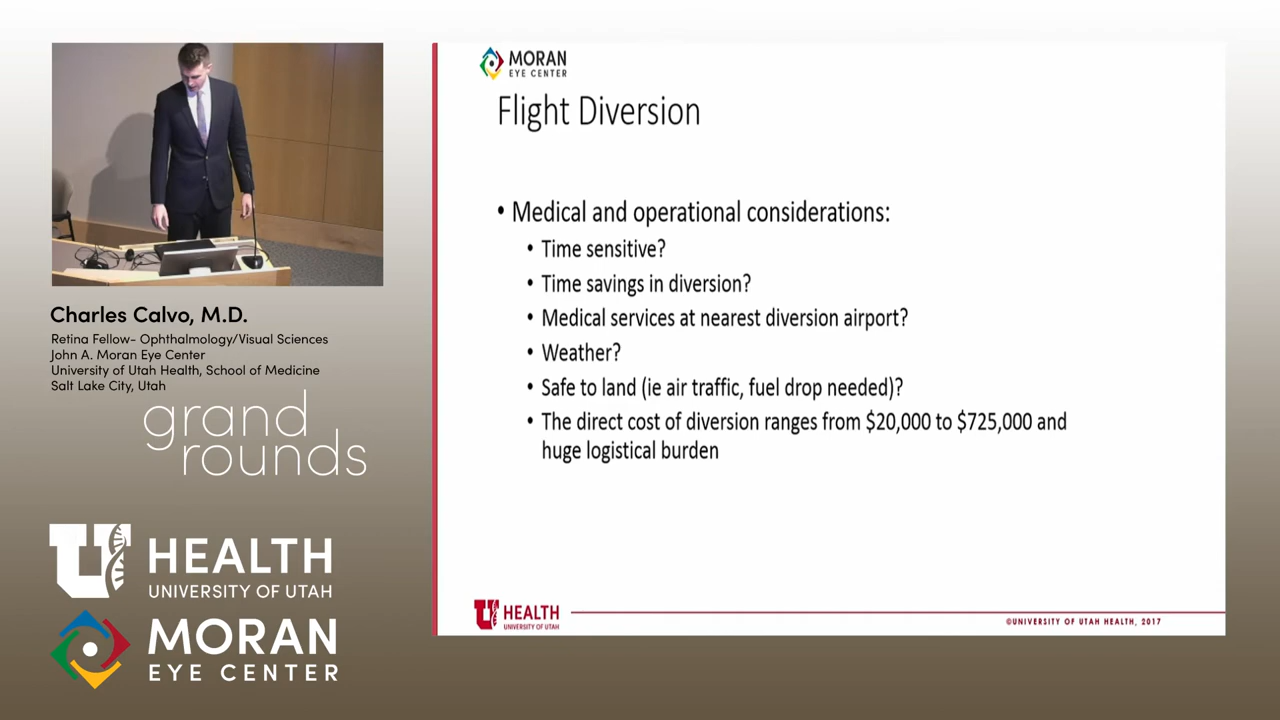 MORAN
EYE CENTER
Flight Diversion
• Medical and operational considerations:
• Time sensitive?
• Time savings in diversion?
• Medical services at nearest diversion airport?
• Weather?
• Safe to land (ie air traffic, fuel drop needed)?
• The direct cost of diversion ranges from $20,000 to $725,000 and
huge logistical burden
U HEALTH
UNIVERSITY OF UTAH
©UNIVERSITY OF UTAH HEALTH, 2017
Charles Calvo, M.D.
Retina Fellow- Ophthalmology/Visual Sciences
John A. Moran Eye Center
University of Utah Health, School of Medicine
Salt Lake City, Utah
grand
rounds
U HEALTH
UNIVERSITY OF UTAH
MORAN
EYE CENTER